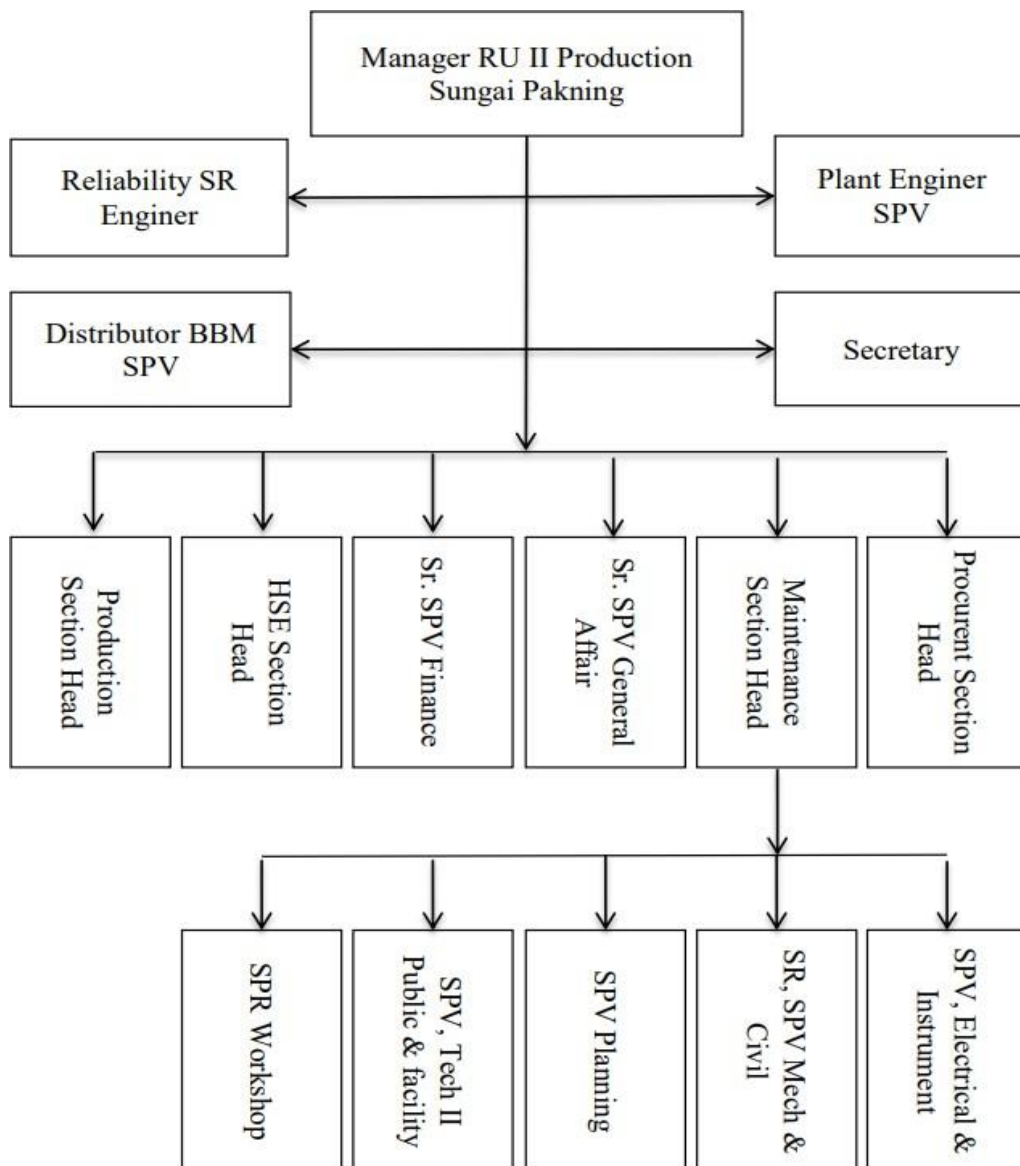 Manager RU II Production
Sungai Pakning
Reliability SR
Enginer
Plant Enginer
SPV
Distributor BBM
SPV
Secretary
Production
Section Head
HSE Section
Head
Sr. SPV Finance
Sr. SPV General
Affair
Maintenance
Section Head
Procurent Section
Head
SPR Workshop
SPV, Tech II
Public & facility
SPV Planning
SR, SPV Mech &
Civil
SPV, Electrical &
Instrument